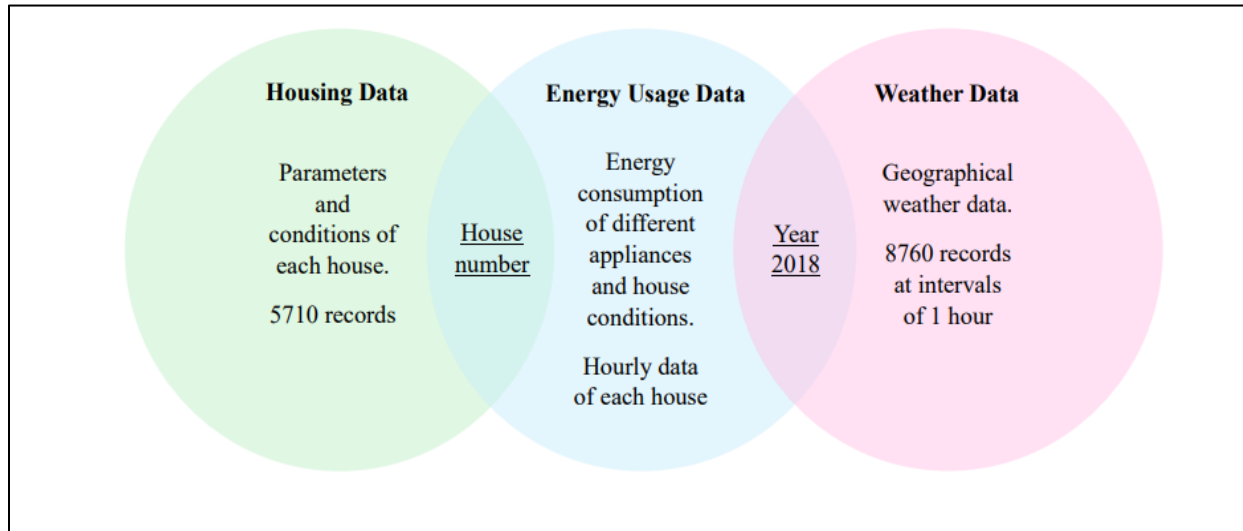 Housing Data
Parameters
and
conditions of
each house.
5710 records
House
number
Energy Usage Data
Energy
consumption
of different
appliances
and house
conditions.
Hourly data
of each house
Year
2018
Weather Data
Geographical
weather data.
8760 records
at intervals
of 1 hour